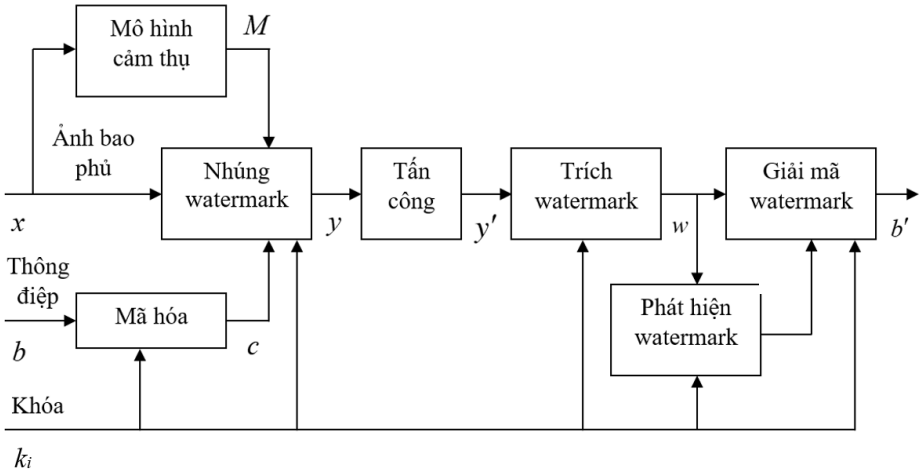 Mô hình
cảm thụ
M
Ảnh bao
phủ
x
Nhúng
watermark
y
Tấn
công
y'
Trích
watermark
w
Giải mã
watermark
b'
Thông
điệp
b
Mã hóa
c
Phát hiện
watermark
Khóa
ki